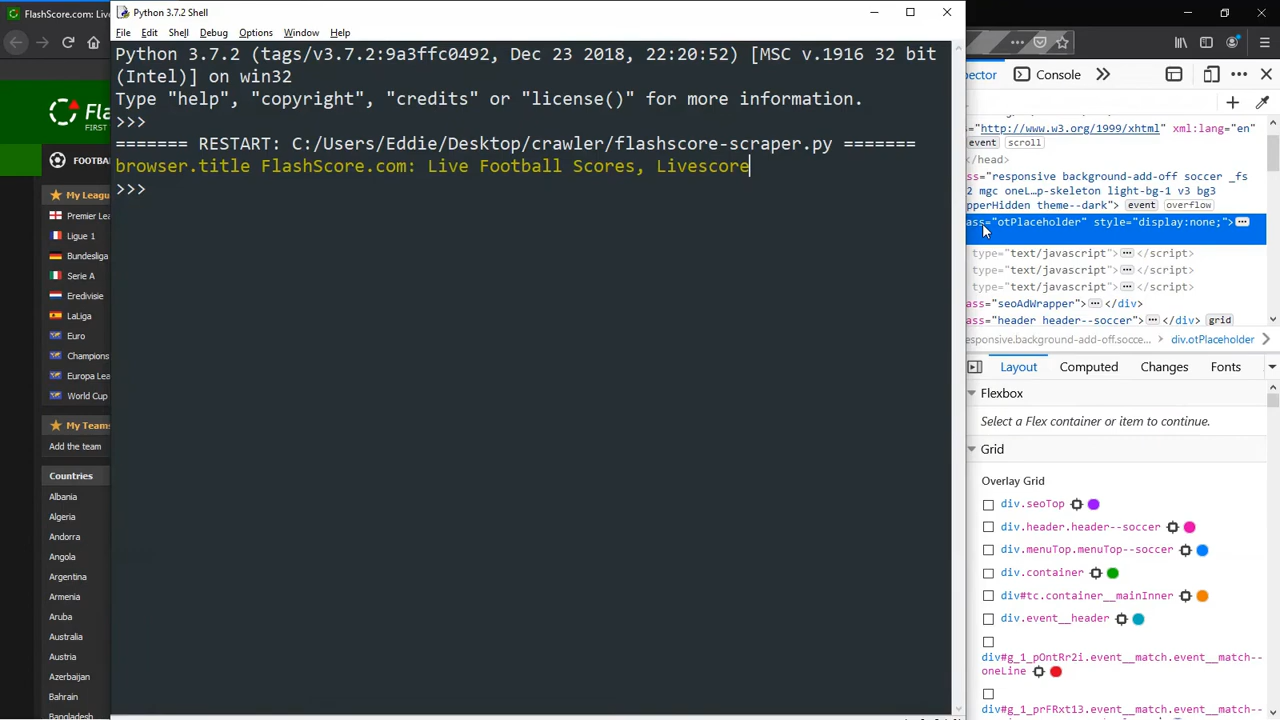 FlashScore.com: Li
Python 3.7.2 Shell
File Edit Shell Debug Options Window Help
Python 3.7.2 (tags/v3.7.2:9a3ffc0492, Dec 23 2018, 22:20:52) [MSC v.1916 32 bit
(Intel)] on win32
Type "help", "copyright", "credits" or "license()" for more information.
>>>
======= RESTART: C:/Users/Eddie/Desktop/crawler/flashscore-scraper.py =======
browser.title FlashScore.com: Live Football Scores, Livescore
>>>
Fla
FIRST
FOOTBA
My Leagu
Premier Lea
Ligue 1
Bundesliga
Serie A
Eredivisie
LaLiga
Euro
Champions
Europa Lea
World Cup
My Teams
Add the team
Countries
Albania
Algeria
Andorra
Angola
Argentina
Armenia
Aruba
Australia
Austria
Azerbaijan
Bahrain
Bangladesh
pector Console
="http://www.w3.org/1999/xhtml" xml:lang="en"
event scroll
</head>
ass="responsive background-add-off soccer _fs
2 mgc oneL…p-skeleton light-bg-1 v3 bg3
pperHidden theme--dark"> event overflow
ass="otPlaceholder" style="display:none;">
type="text/javascript"> </script>
type="text/javascript"> </script>
type="text/javascript"> </script>
ass="seoAdWrapper"> </div>
ass="header header--soccer"> </div> grid
esponsive.background-add-off.socce… div.otPlaceholder
Layout Computed Changes Fonts
Flexbox
Select a Flex container or item to continue.
Grid
Overlay Grid
div.seoTop
div.header.header--soccer
div.menuTop.menuTop--soccer
div.container
div#tc.container__mainInner
div.event__header
div#g_1_pOntRr2i.event__match.event__match--
oneLine
div#g_1_prFRxt13.event__match.event__match--